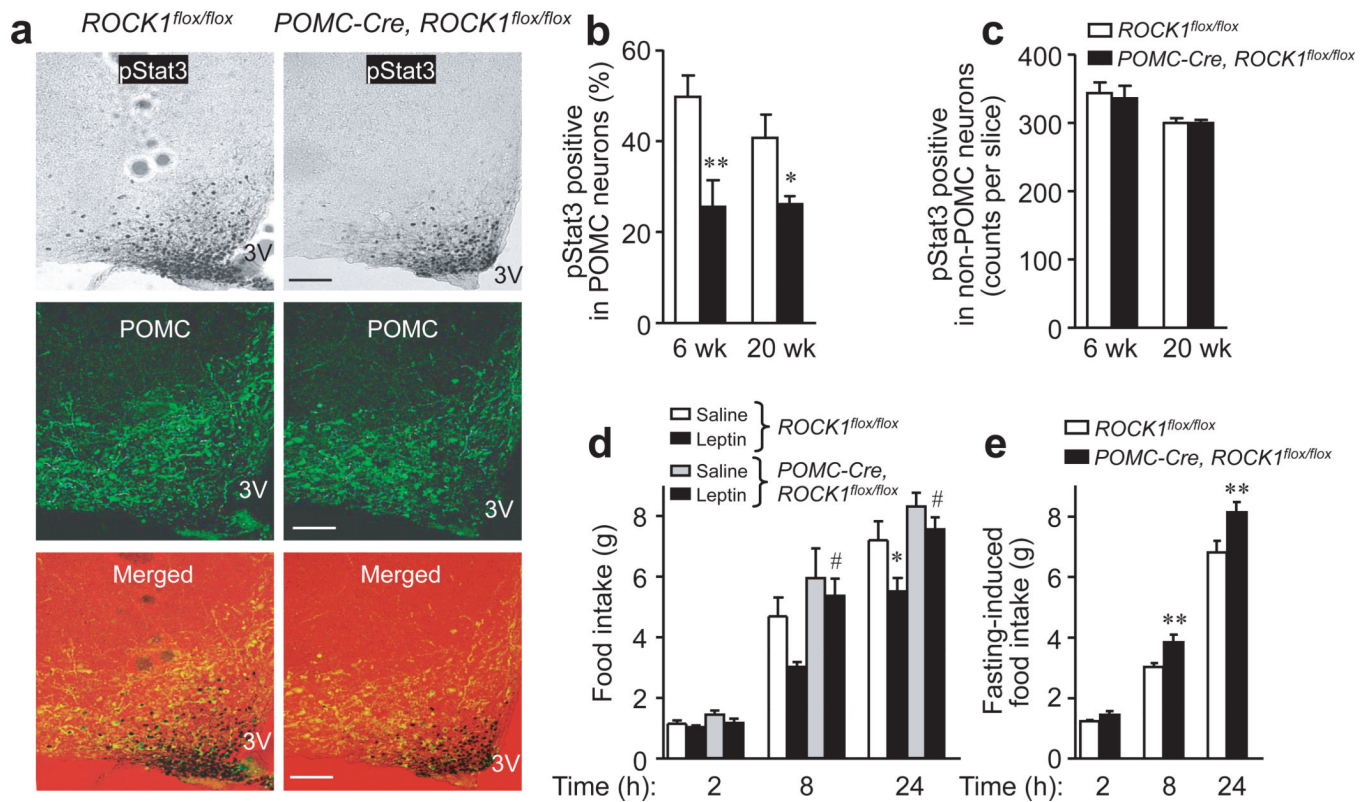 a
ROCK1flox/flox
POMC-Cre, ROCK1flox/flox
pStat3
pStat3
3V
3V
POMC
POMC
3V
3V
Merged
Merged
3V
3V
b
pStat3 positive
in POMC neurons (%)
60
40
20
0
**
*
6 wk
20 wk
c
ROCK1flox/flox
POMC-Cre, ROCK1flox/flox
pStat3 positive
in non-POMC neurons
(counts per slice)
400
300
200
100
0
6 wk
20 wk
d
Saline
Leptin
ROCK1flox/flox
Saline
Leptin
POMC-Cre,
ROCK1flox/flox
Food intake (g)
8
6
4
2
0
#
*
#
Time (h):
2
8
24
e
ROCK1flox/flox
POMC-Cre, ROCK1flox/flox
Fasting-induced
food intake (g)
8
6
4
2
0
**
**
Time (h):
2
8
24